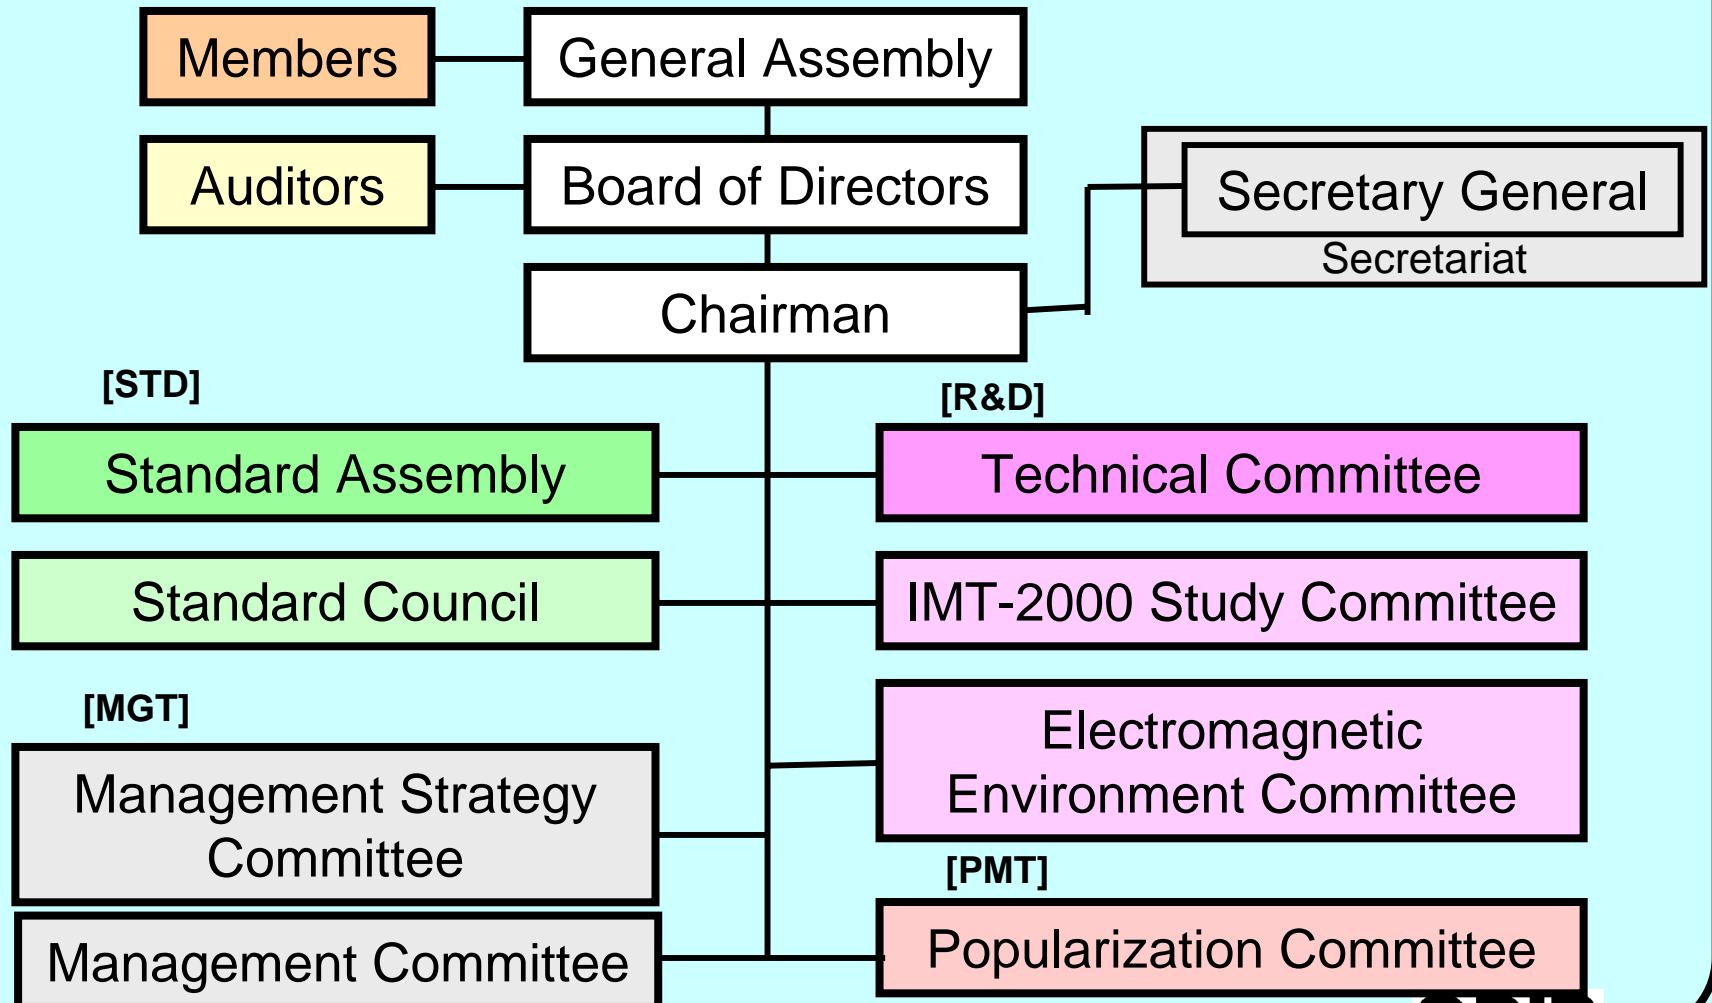 Members
General Assembly
Auditors
Board of Directors
Secretary General
Secretariat
Chairman
[STD]
[R&D]
Standard Assembly
Technical Committee
Standard Council
IMT-2000 Study Committee
[MGT]
Electromagnetic
Environment Committee
Management Strategy
Committee
[PMT]
Management Committee
Popularization Committee